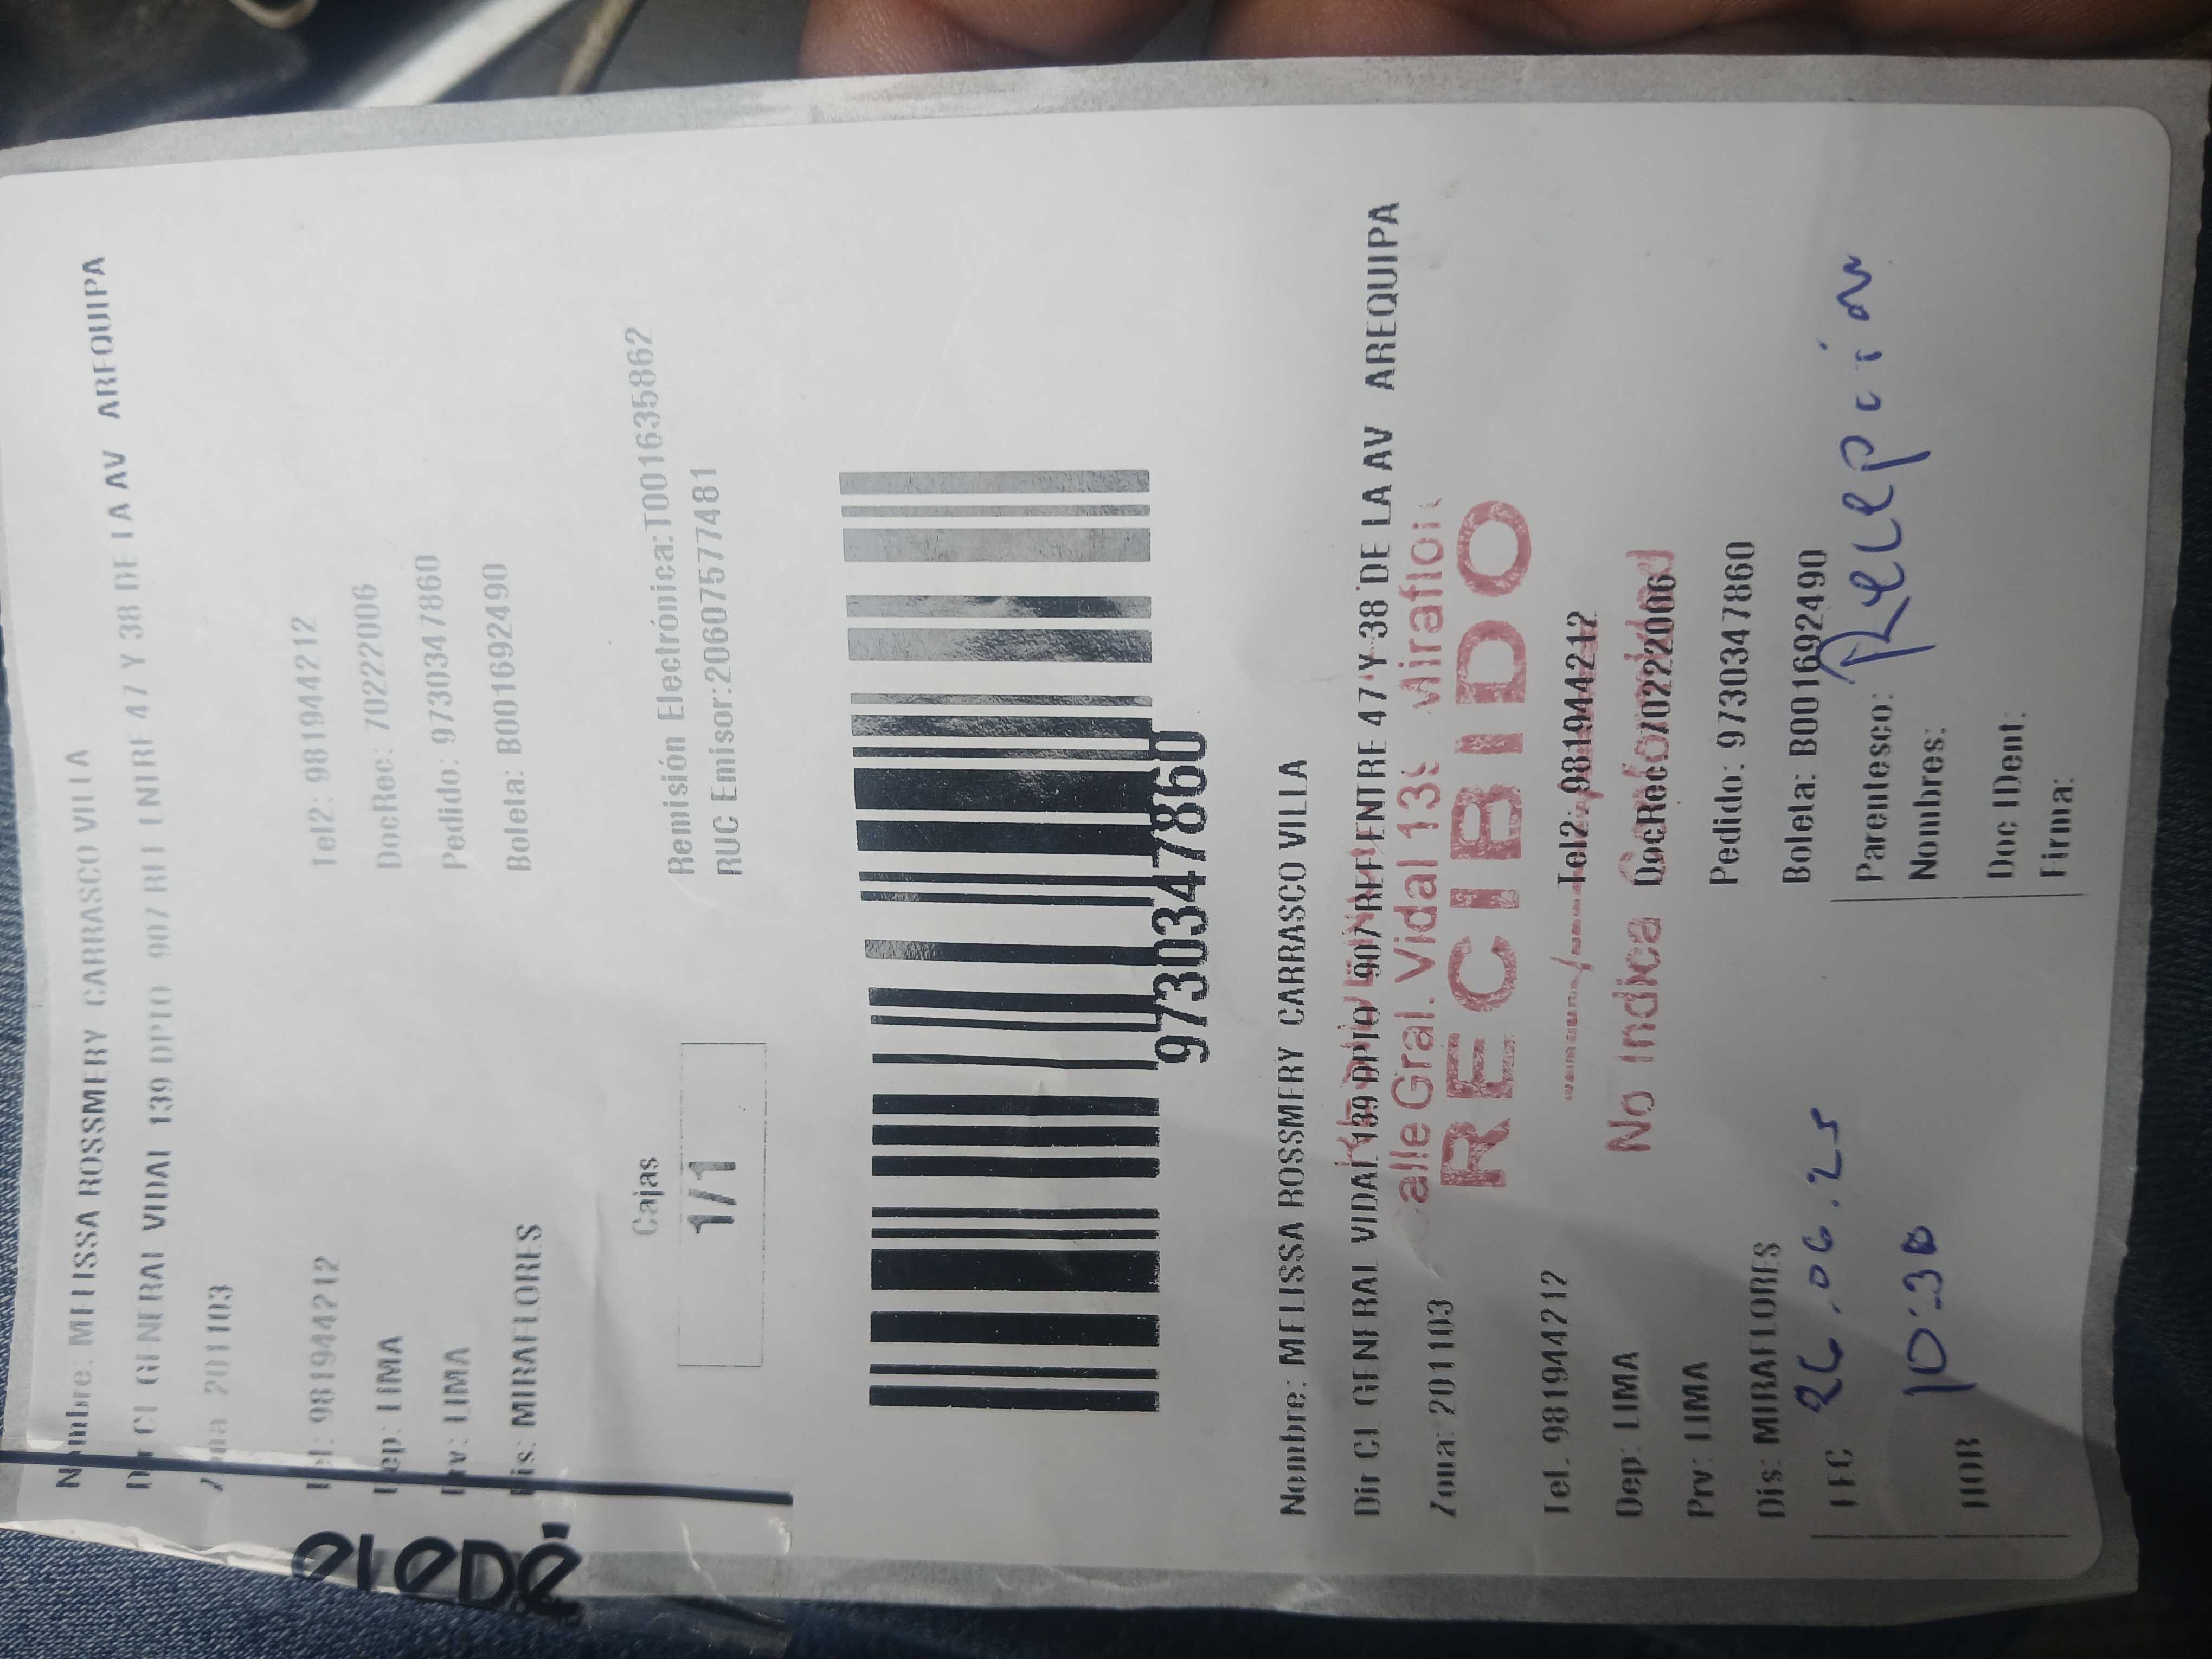 Nombre: MELISSA ROSSMERY CARRASCO VILLA
Dir CL GENERAL VIDAL 139 DPTO 907 REF ENTRE 47 Y 38 DE LA AV AREQUIPA
Zona 201103
Tel: 981944212 Tel2: 981944212
Dep: LIMA DocRec: 70222006
Prv: LIMA Pedido: 97303478​60
Dis: MIRAFLORES Boleta: B001692490
eledé
Cajas
1/1
Remisión Electrónica:T001635862
RUC Emisor:20607577481
9730347860
Nombre: MELISSA ROSSMERY CARRASCO VILLA
Dir CL GENERAL VIDAL 139 DPTO 907 REF ENTRE 47 Y 38 DE LA AV AREQUIPA
alle Gral. Vidal 13
Zona: 201103
RECIBIDO
Tel. 981944212 Tel2: 981944212
Dep: LIMA DocRec: 70222006
No Indica Conformidad
Prv: LIMA Pedido: 9730347860
Dis: MIRAFLORES Boleta: B001692490
FEC 26.06.25 Parentesco: Recepción
Nombres:
HOR 10:30
Doc IDent:
Firma: